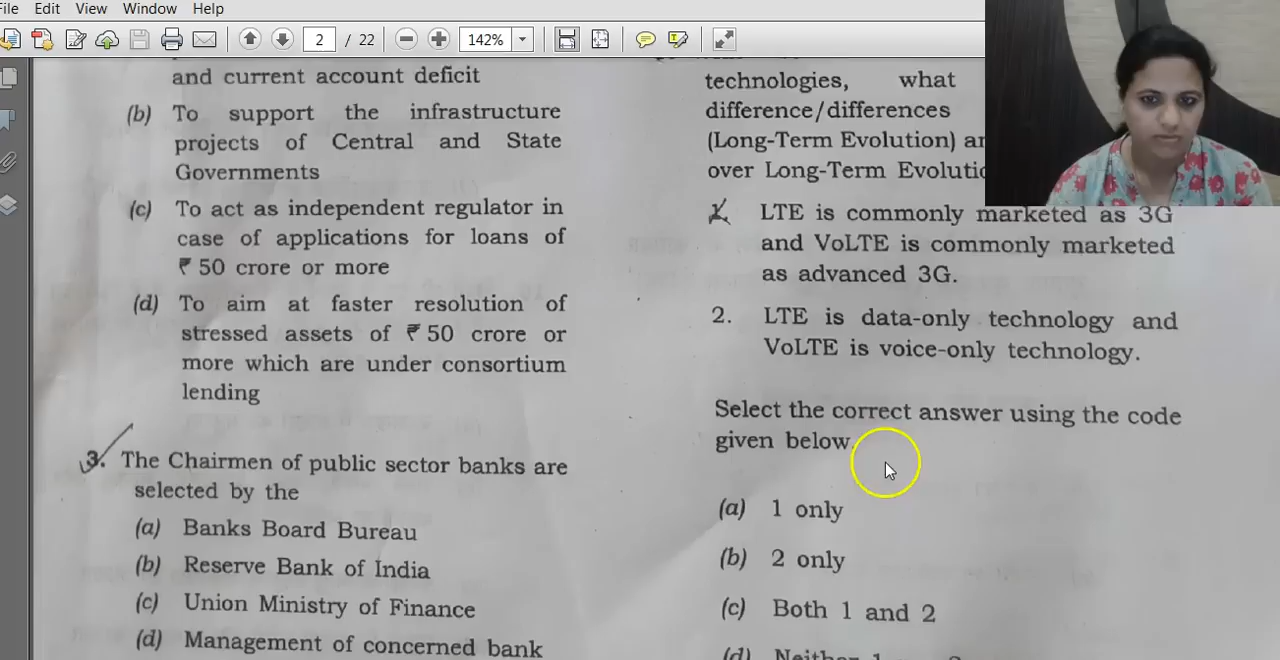 File Edit View Window Help
2 / 22 142%
and current account deficit
(b) To support the infrastructure
projects of Central and State
Governments
(c) To act as independent regulator in
case of applications for loans of
₹ 50 crore or more
(d) To aim at faster resolution of
stressed assets of ₹ 50 crore or
more which are under consortium
lending
3. The Chairmen of public sector banks are
selected by the
(a) Banks Board Bureau
(b) Reserve Bank of India
(c) Union Ministry of Finance
(d) Management of concerned bank
technologies, what
difference/differences
(Long-Term Evolution)
over Long-Term
LTE is commonly marketed as 3G
and VoLTE is commonly marketed
as advanced 3G.
2. LTE is data-only technology and
VoLTE is voice-only technology.
Select the correct answer using the code
given below
(a) 1 only
(b) 2 only
(c) Both 1 and 2
(d)